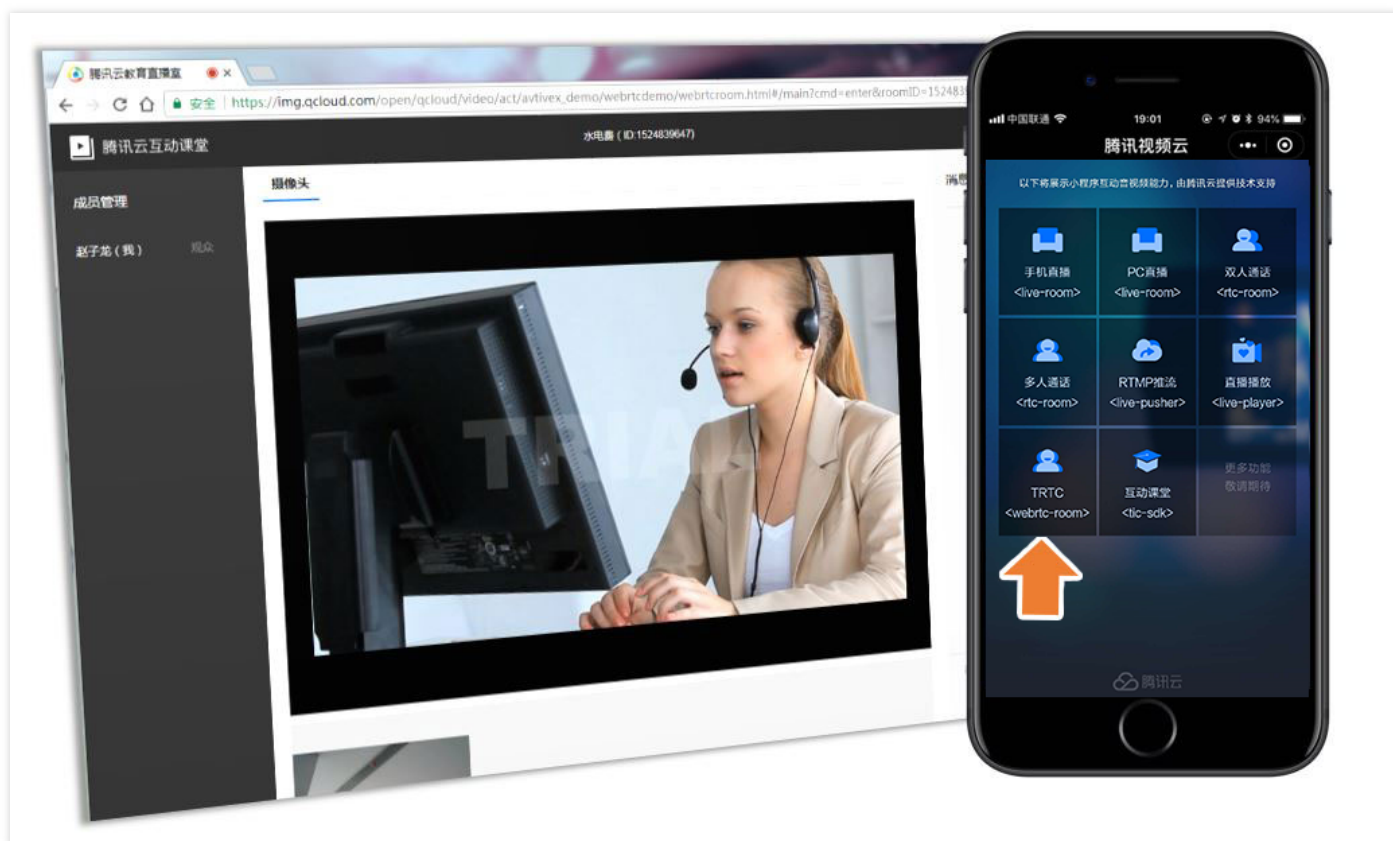 腾讯云教育直播室
安全 https://img.qcloud.com/open/qcloud/video/act/avtivex_demo/webrtcdemo/webrtcroom.html#/main?cmd=enter&roomID=152483
腾讯云互动课堂
水电费 ( ID:1524839647)
成员管理
赵子龙 ( 我 ) 观众
摄像头
消息
TRIAL
中国联通 19:01 94%
腾讯视频云
以下将展示小程序互动音视频能力，由腾讯云提供技术支持
手机直播 PC直播 双人通话
<live-room> <live-room> <rtc-room>
多人通话 RTMP推流 直播播放
<rtc-room> <live-pusher> <live-player>
TRTC 互动课堂 更多功能
<webrtc-room> <tic-sdk> 敬请期待
腾讯云